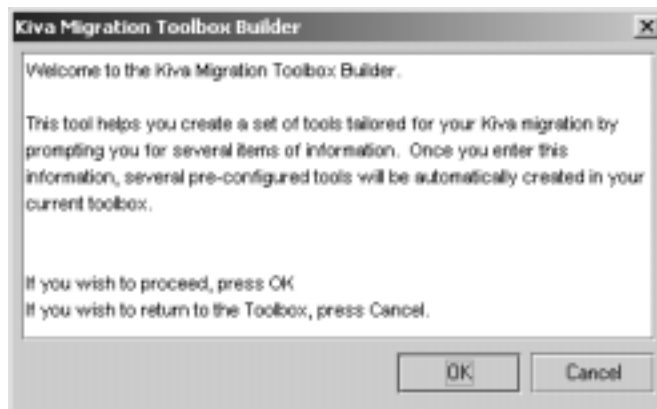 Kiva Migration Toolbox Builder
Welcome to the Kiva Migration Toolbox Builder.
This tool helps you create a set of tools tailored for your Kiva migration by
prompting you for several items of information. Once you enter this
information, several pre-configured tools will be automatically created in your
current toolbox.
If you wish to proceed, press OK
If you wish to return to the Toolbox, press Cancel.
OK
Cancel